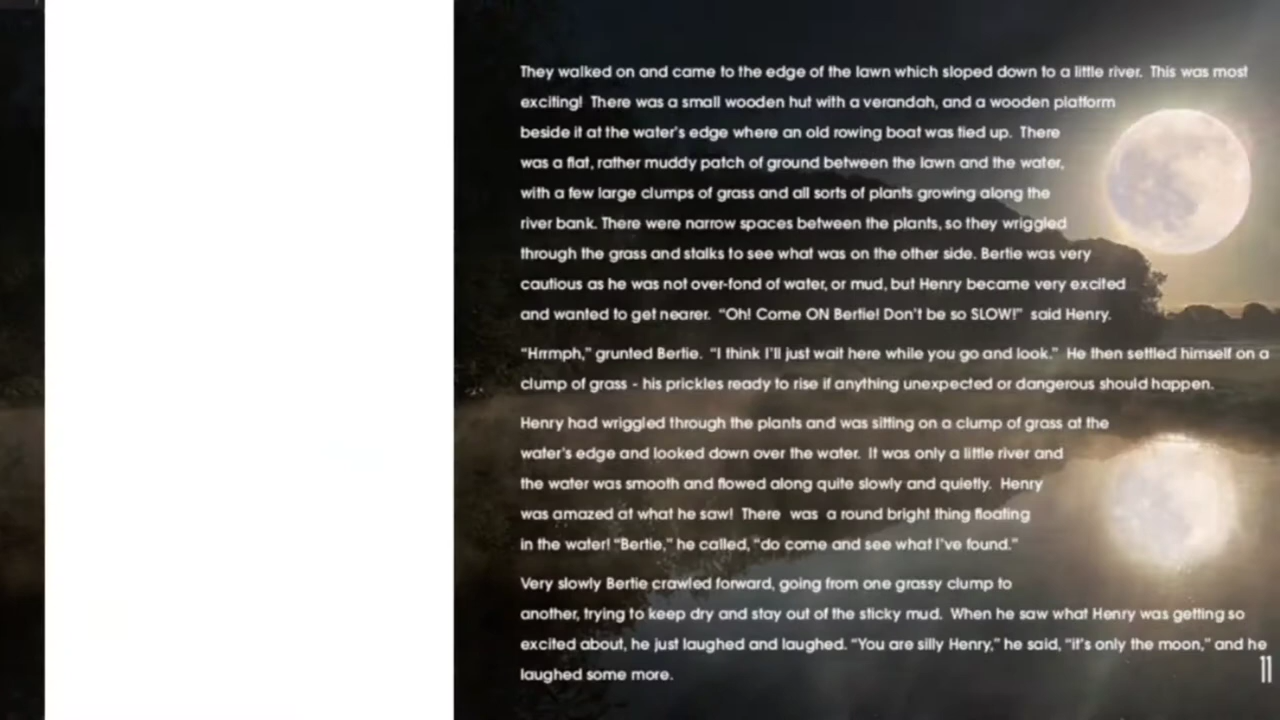 They walked on and came to the edge of the lawn which sloped down to a little river.  This was most
exciting!  There was a small wooden hut with a verandah, and a wooden platform
beside it at the water's edge where an old rowing boat was tied up.  There
was a flat, rather muddy patch of ground between the lawn and the water,
with a few large clumps of grass and all sorts of plants growing along the
river bank. There were narrow spaces between the plants, so they wriggled
through the grass and stalks to see what was on the other side. Bertie was very
cautious as he was not over-fond of water, or mud, but Henry became very excited
and wanted to get nearer.  “Oh! Come ON Bertie! Don't be so SLOW!”  said Henry.
“Hrrmph,” grunted Bertie.  “I think I'll just wait here while you go and look.”  He then settled himself on a
clump of grass - his prickles ready to rise if anything unexpected or dangerous should happen.
Henry had wriggled through the plants and was sitting on a clump of grass at the
water's edge and looked down over the water.  It was only a little river and
the water was smooth and flowed along quite slowly and quietly.  Henry
was amazed at what he saw!  There  was  a round bright thing floating
in the water! “Bertie,” he called, “do come and see what I've found.”
Very slowly Bertie crawled forward, going from one grassy clump to
another, trying to keep dry and stay out of the sticky mud.  When he saw what Henry was getting so
excited about, he just laughed and laughed. “You are silly Henry,” he said, “it's only the moon,” and he
laughed some more.
11